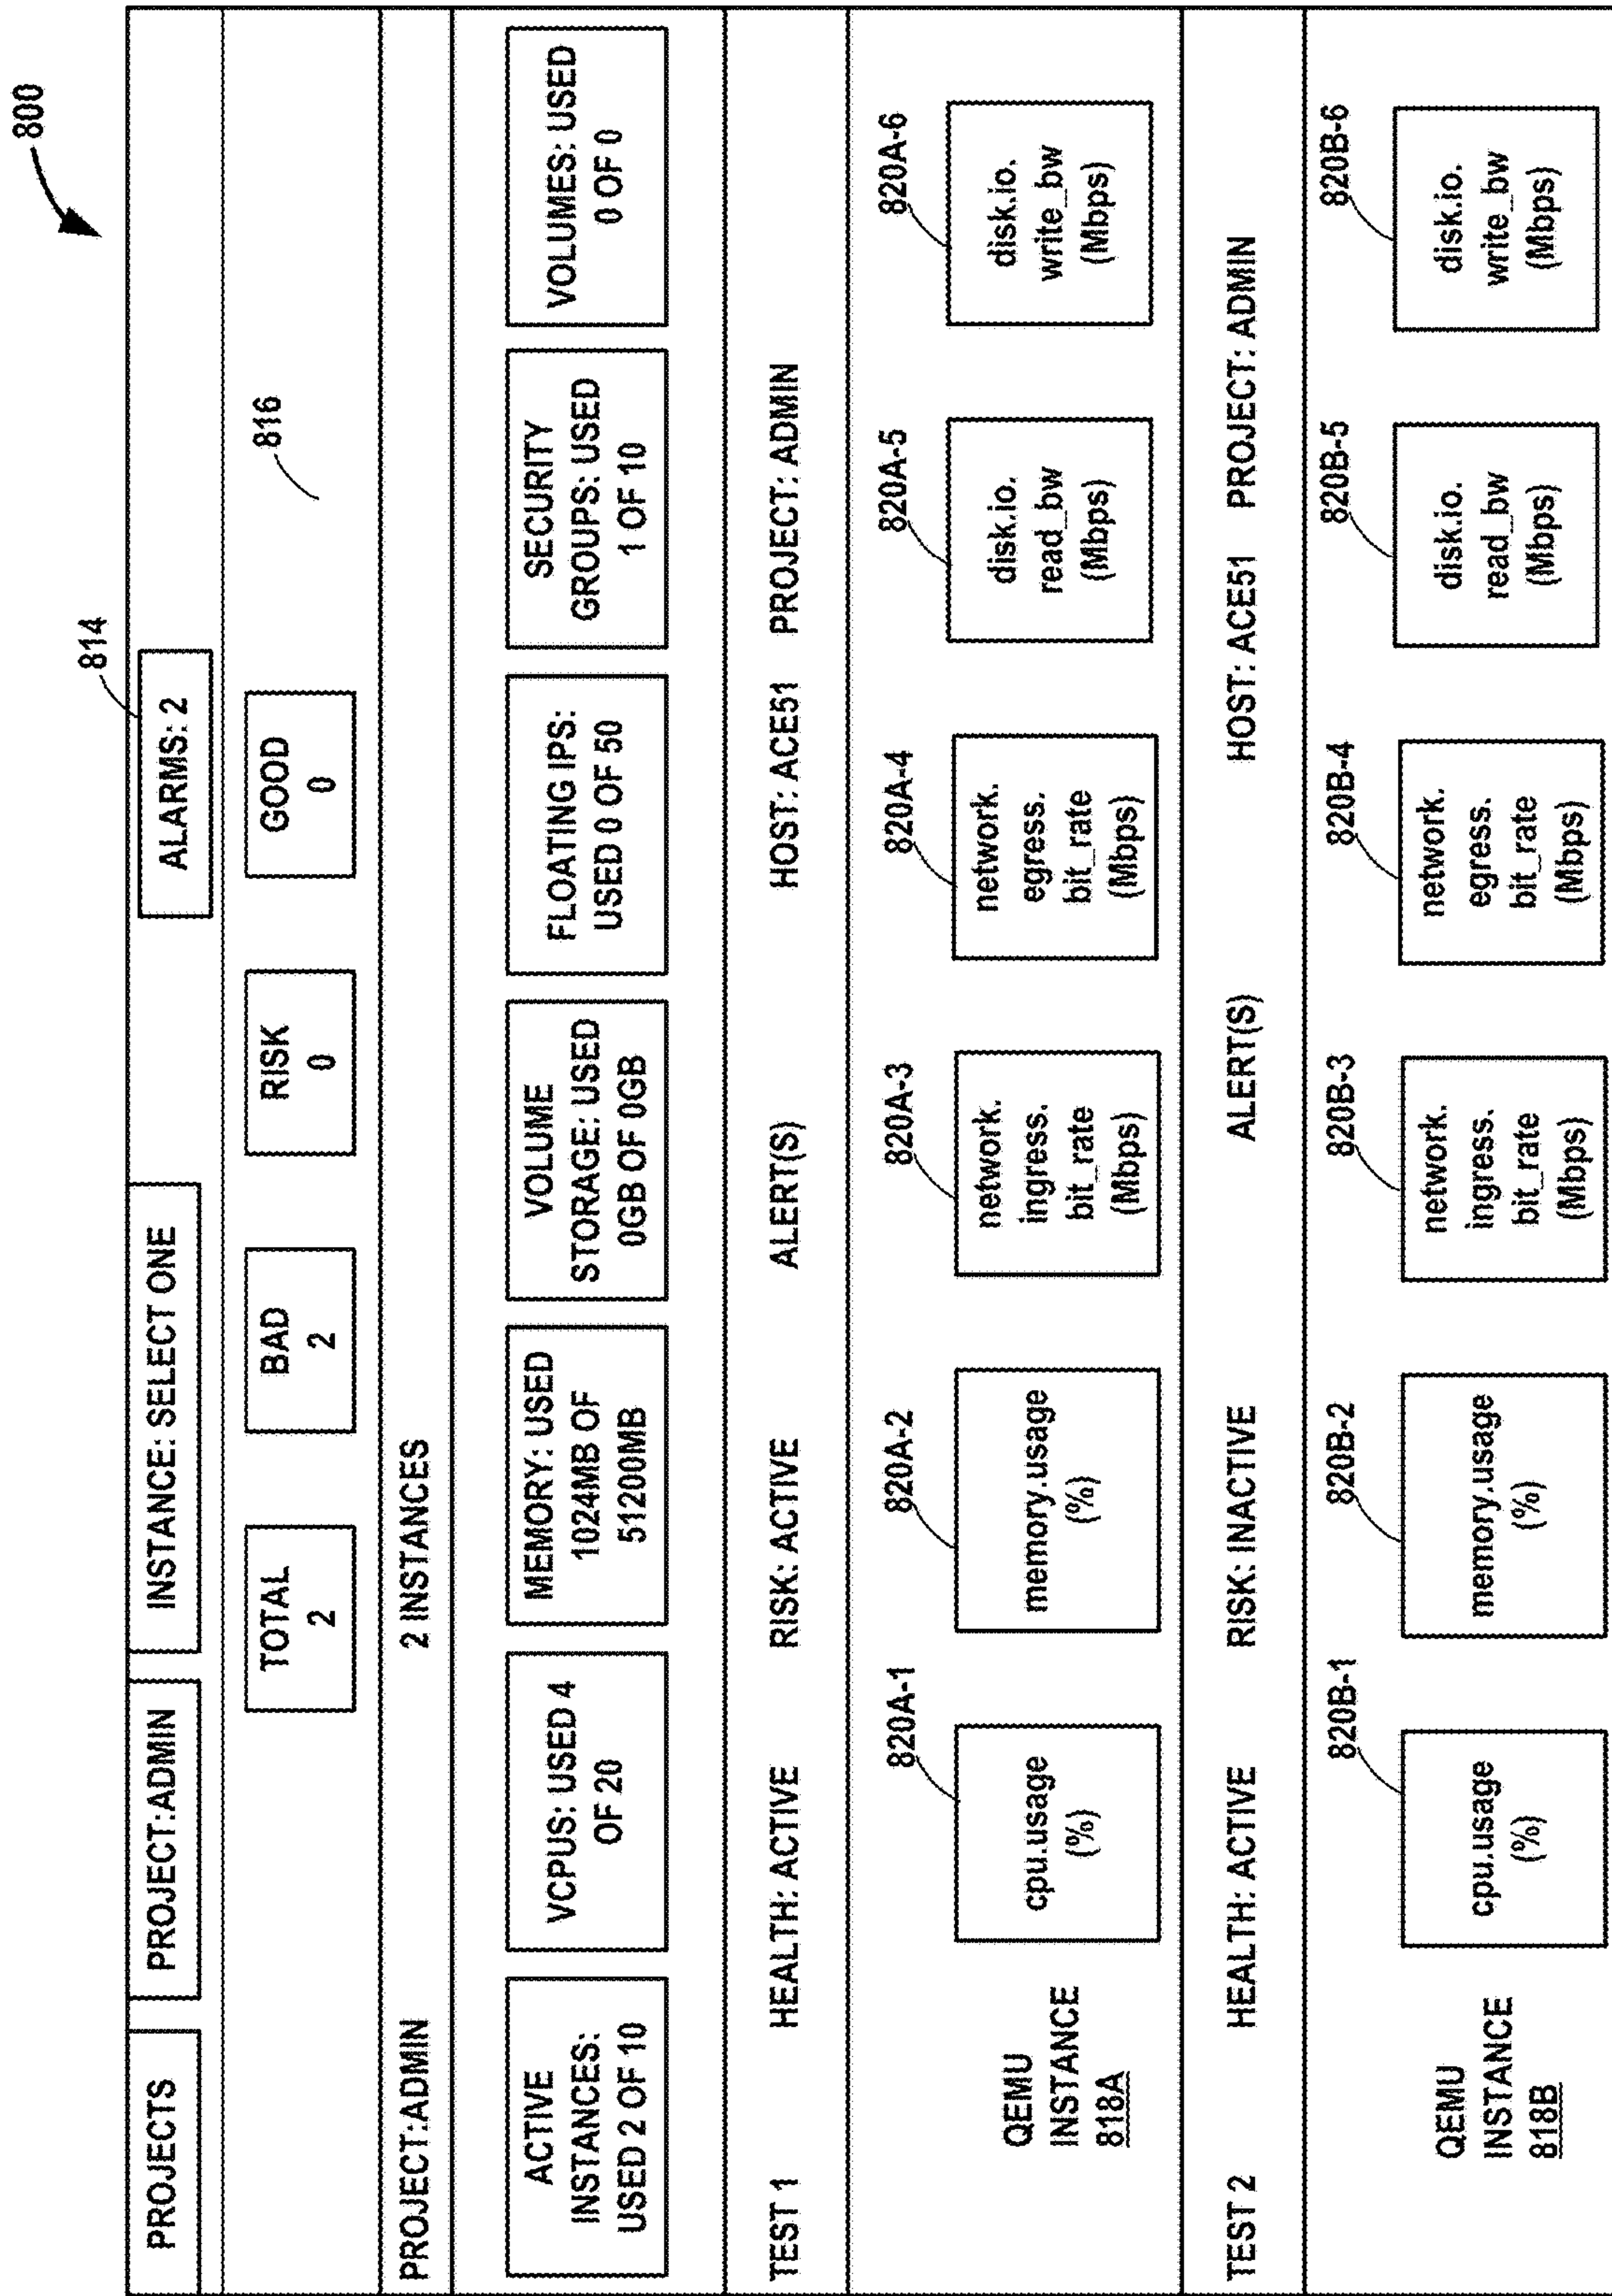 800
814
PROJECTS
PROJECT:ADMIN
INSTANCE: SELECT ONE
ALARMS: 2
816
TOTAL
2
BAD
2
RISK
0
GOOD
0
PROJECT:ADMIN
2 INSTANCES
ACTIVE
INSTANCES:
USED 2 OF 10
VCPUS: USED 4
OF 20
MEMORY: USED
1024MB OF
51200MB
VOLUME
STORAGE: USED
0GB OF 0GB
FLOATING IPS:
USED 0 OF 50
SECURITY
GROUPS: USED
1 OF 10
VOLUMES: USED
0 OF 0
TEST 1
HEALTH: ACTIVE
RISK: ACTIVE
ALERT(S)
HOST: ACE51
PROJECT: ADMIN
QEMU
INSTANCE
818A
820A-1
cpu.usage
(%)
820A-2
memory.usage
(%)
820A-3
network.
ingress.
bit_rate
(Mbps)
820A-4
network.
egress.
bit_rate
(Mbps)
820A-5
disk.io.
read_bw
(Mbps)
820A-6
disk.io.
write_bw
(Mbps)
TEST 2
HEALTH: ACTIVE
RISK: INACTIVE
ALERT(S)
HOST: ACE51
PROJECT: ADMIN
QEMU
INSTANCE
818B
820B-1
cpu.usage
(%)
820B-2
memory.usage
(%)
820B-3
network.
ingress.
bit_rate
(Mbps)
820B-4
network.
egress.
bit_rate
(Mbps)
820B-5
disk.io.
read_bw
(Mbps)
820B-6
disk.io.
write_bw
(Mbps)